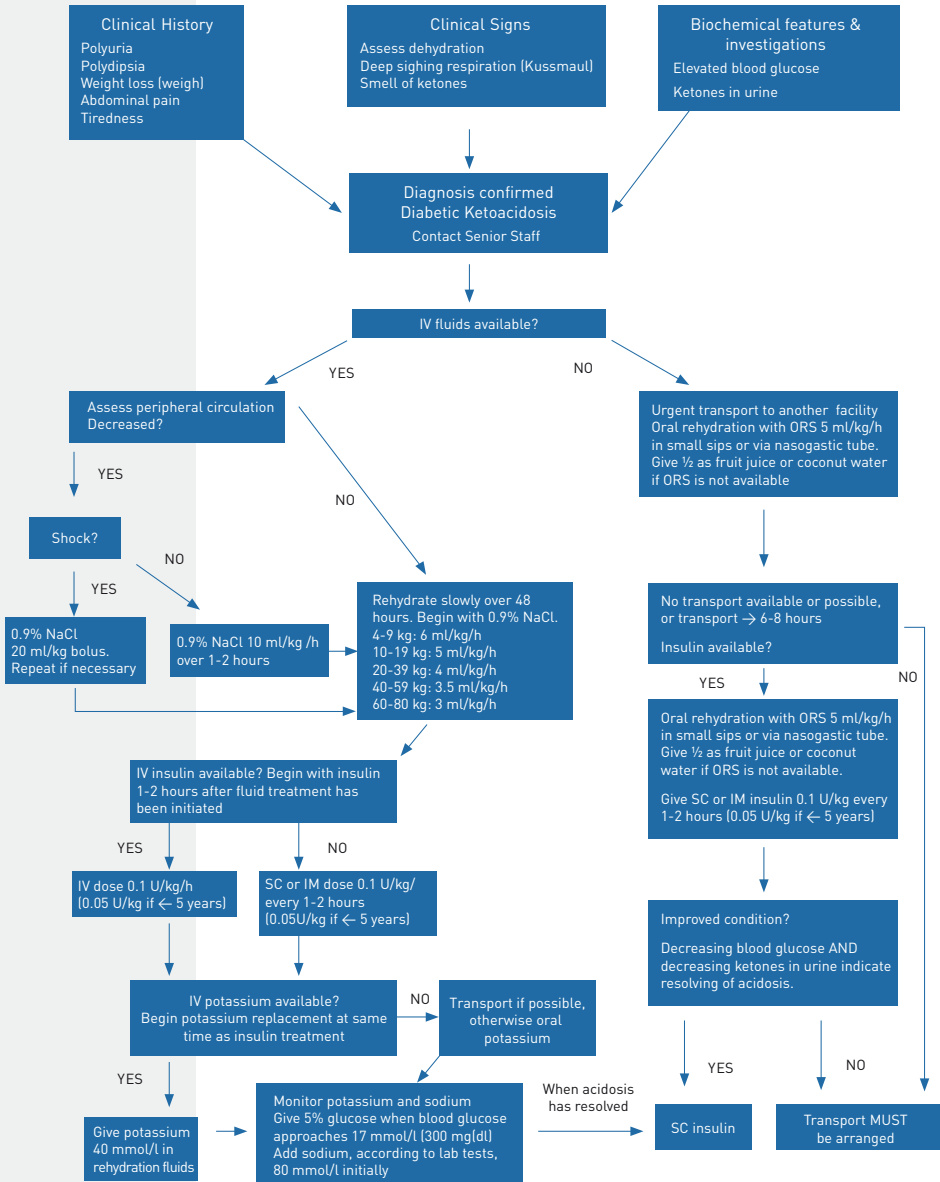 Clinical History
Polyuria
Polydipsia
Weight loss (weigh)
Abdominal pain
Tiredness
Clinical Signs
Assess dehydration
Deep sighing respiration (Kussmaul)
Smell of ketones
Biochemical features &
investigations
Elevated blood glucose
Ketones in urine
Diagnosis confirmed
Diabetic Ketoacidosis
Contact Senior Staff
IV fluids available?
YES
NO
Assess peripheral circulation
Decreased?
YES
NO
Urgent transport to another facility
Oral rehydration with ORS 5 ml/kg/h
in small sips or via nasogastric tube.
Give ½ as fruit juice or coconut water
if ORS is not available
Shock?
YES
NO
0.9% NaCl
20 ml/kg bolus.
Repeat if necessary
0.9% NaCl 10 ml/kg /h
over 1-2 hours
Rehydrate slowly over 48
hours. Begin with 0.9% NaCl.
4-9 kg: 6 ml/kg/h
10-19 kg: 5 ml/kg/h
20-39 kg: 4 ml/kg/h
40-59 kg: 3.5 ml/kg/h
60-80 kg: 3 ml/kg/h
No transport available or possible,
or transport → 6-8 hours
Insulin available?
YES
NO
Oral rehydration with ORS 5 ml/kg/h
in small sips or via nasogastic tube.
Give ½ as fruit juice or coconut
water if ORS is not available.
Give SC or IM insulin 0.1 U/kg every
1-2 hours (0.05 U/kg if ← 5 years)
IV insulin available? Begin with insulin
1-2 hours after fluid treatment has
been initiated
YES
NO
IV dose 0.1 U/kg/h
(0.05 U/kg if ← 5 years)
SC or IM dose 0.1 U/kg/
every 1-2 hours
(0.05U/kg if ← 5 years)
Improved condition?
Decreasing blood glucose AND
decreasing ketones in urine indicate
resolving of acidosis.
IV potassium available?
Begin potassium replacement at same
time as insulin treatment
NO
Transport if possible,
otherwise oral
potassium
YES
YES
NO
Give potassium
40 mmol/l in
rehydration fluids
Monitor potassium and sodium
Give 5% glucose when blood glucose
approaches 17 mmol/l (300 mg(dl)
Add sodium, according to lab tests,
80 mmol/l initially
When acidosis
has resolved
SC insulin
Transport MUST
be arranged